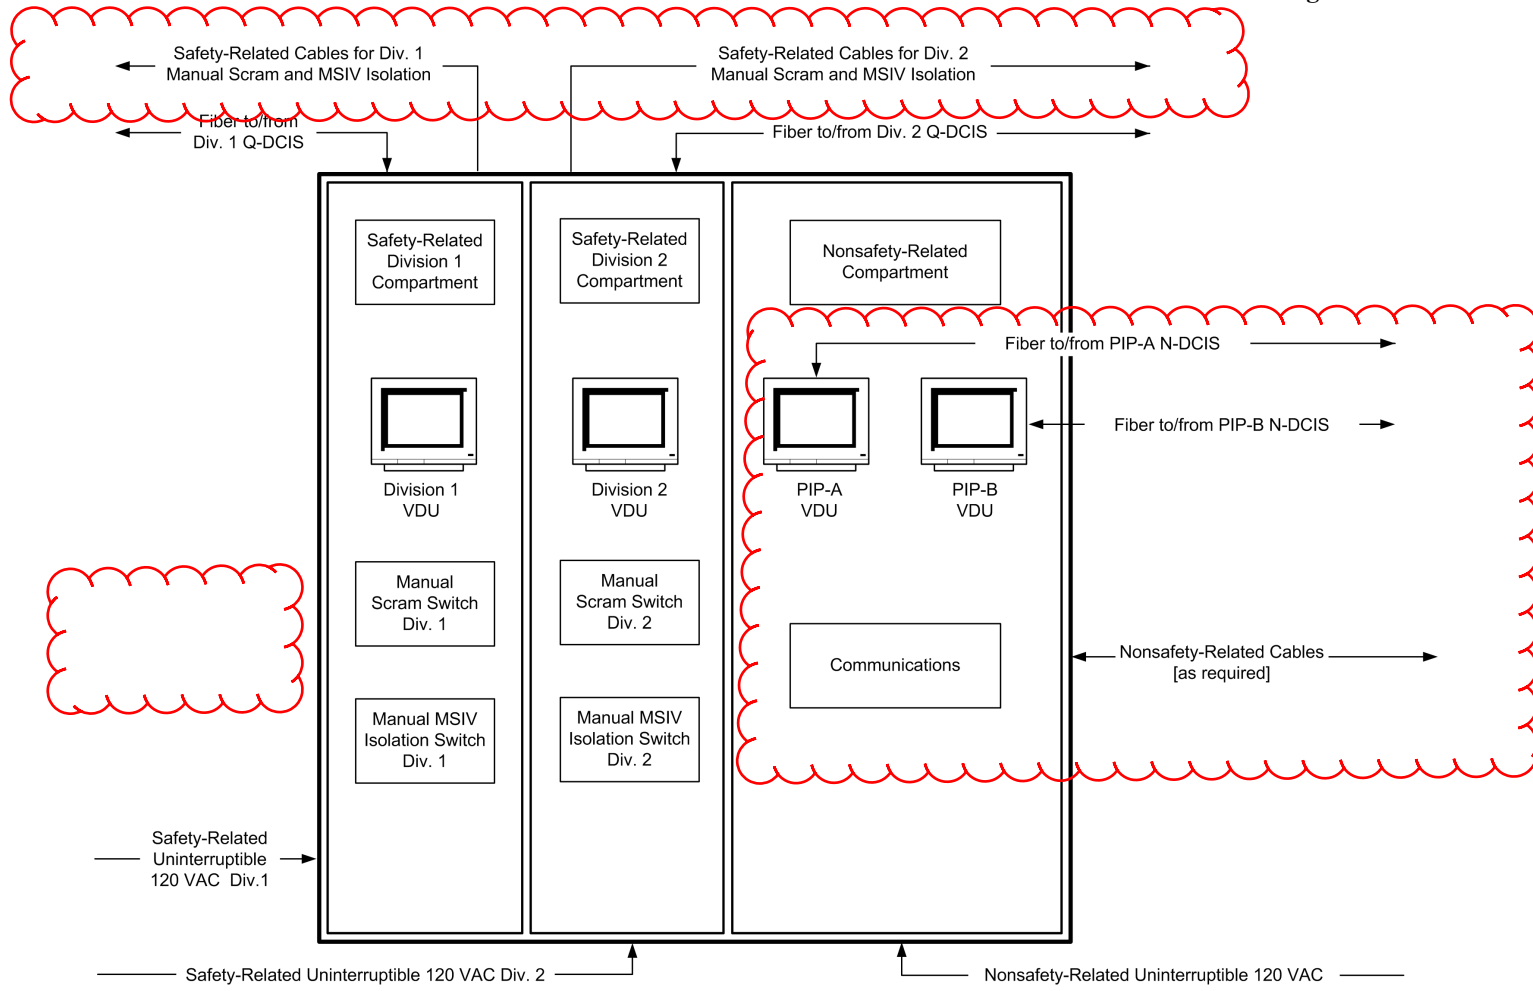 Safety-Related Cables for Div. 1
Manual Scram and MSIV Isolation
Safety-Related Cables for Div. 2
Manual Scram and MSIV Isolation
Fiber to/from
Div. 1 Q-DCIS
Fiber to/from Div. 2 Q-DCIS
Safety-Related
Division 1
Compartment
Safety-Related
Division 2
Compartment
Nonsafety-Related
Compartment
Fiber to/from PIP-A N-DCIS
Fiber to/from PIP-B N-DCIS
Division 1
VDU
Division 2
VDU
PIP-A
VDU
PIP-B
VDU
Manual
Scram Switch
Div. 1
Manual
Scram Switch
Div. 2
Communications
Nonsafety-Related Cables
[as required]
Manual MSIV
Isolation Switch
Div. 1
Manual MSIV
Isolation Switch
Div. 2
Safety-Related
Uninterruptible
120 VAC Div.1
Safety-Related Uninterruptible 120 VAC Div. 2
Nonsafety-Related Uninterruptible 120 VAC